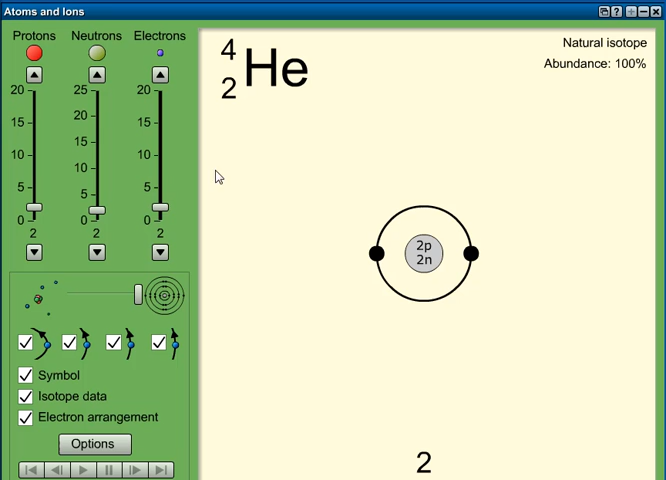 Atoms and Ions
Protons Neutrons Electrons
20 25 20
20
15 15
15
10 10 10
5 5 5
0 0 0
2 2 2
Symbol
Isotope data
Electron arrangement
Options
4
2 He
Natural isotope
Abundance: 100%
2p
2n
2